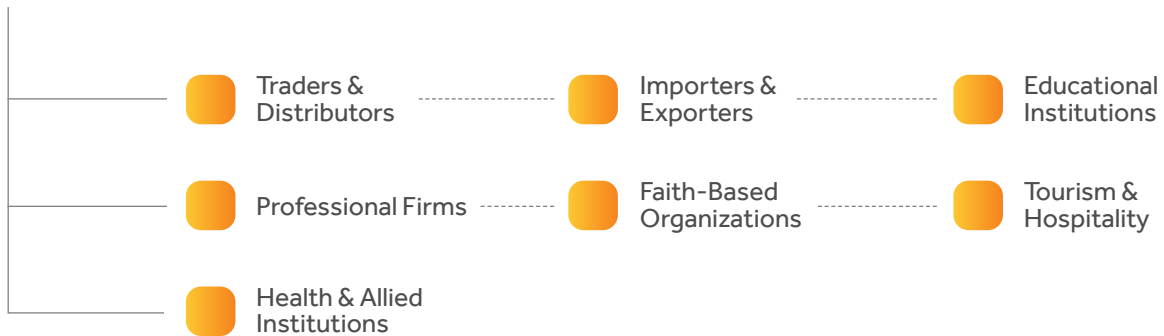 Traders &
Distributors
Importers &
Exporters
Educational
Institutions
Professional Firms
Faith-Based
Organizations
Tourism &
Hospitality
Health & Allied
Institutions